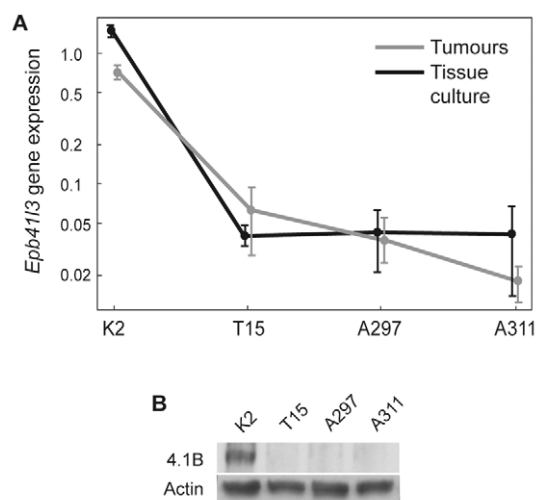 A
Epb41l3 gene expression
1.0
0.5
0.2
0.1
0.05
0.02
Tumours
Tissue
culture
K2 T15 A297 A311
B
K2 T15 A297 A311
4.1B
Actin